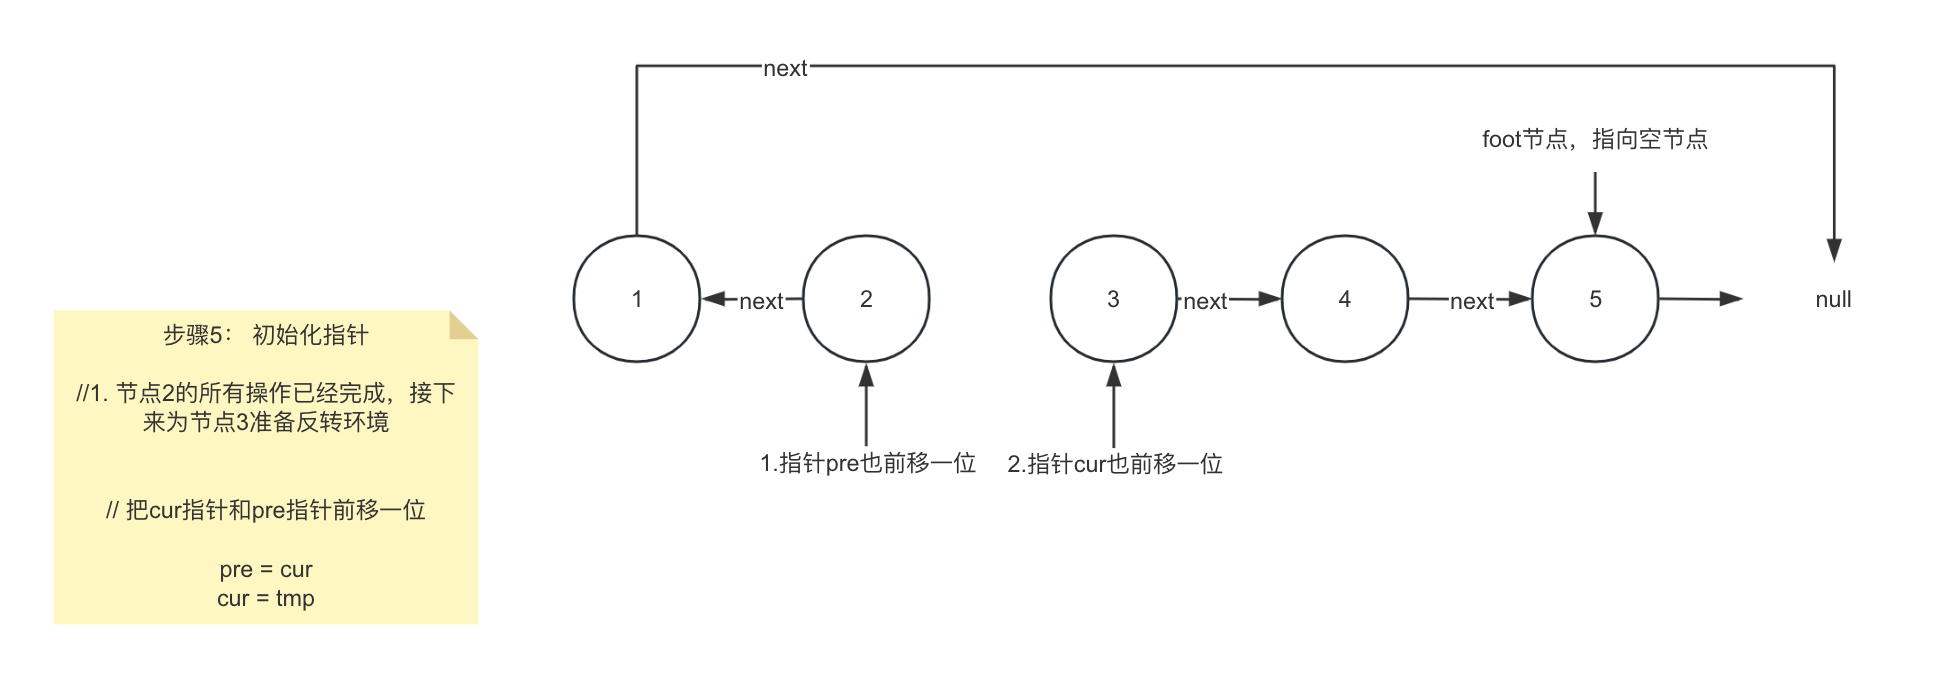 next
foot节点，指向空节点
1
next
2
3
next
4
next
5
null
1.指针pre也前移一位
2.指针cur也前移一位
步骤5： 初始化指针
//1. 节点2的所有操作已经完成，接下
来为节点3准备反转环境
// 把cur指针和pre指针前移一位
pre = cur
cur = tmp